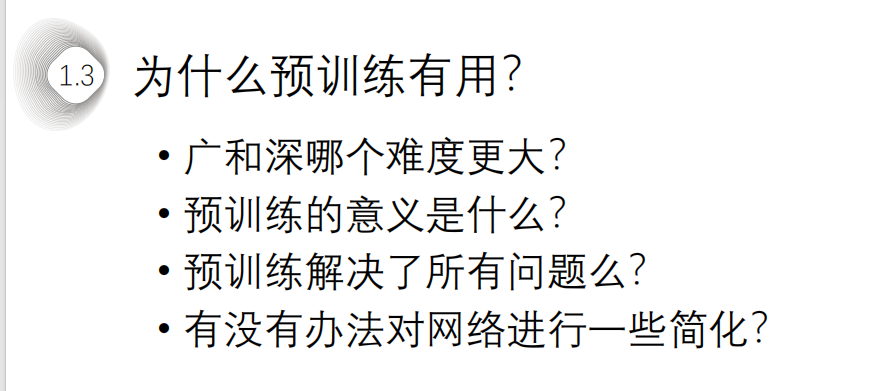 1.3 为什么预训练有用?
• 广和深哪个难度更大?
• 预训练的意义是什么?
• 预训练解决了所有问题么?
• 有没有办法对网络进行一些简化?